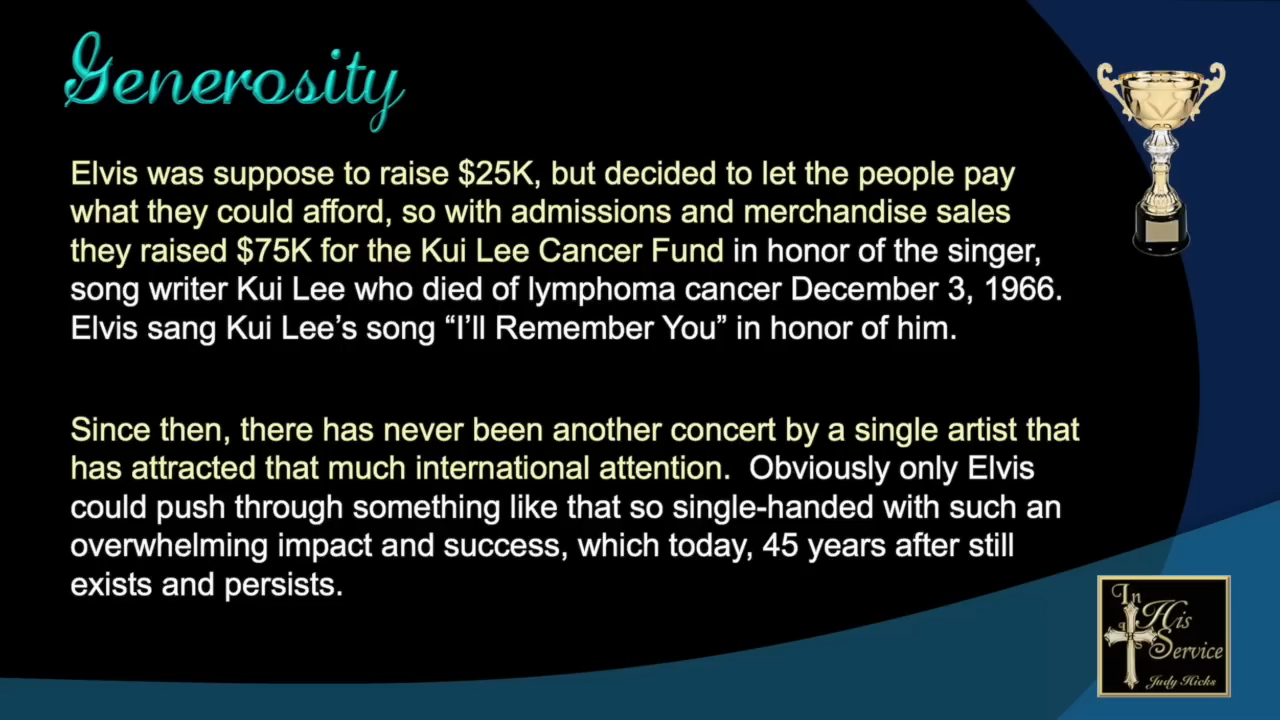 Generosity
Elvis was suppose to raise $25K, but decided to let the people pay
what they could afford, so with admissions and merchandise sales
they raised $75K for the Kui Lee Cancer Fund in honor of the singer,
song writer Kui Lee who died of lymphoma cancer December 3, 1966.
Elvis sang Kui Lee’s song “I’ll Remember You” in honor of him.
Since then, there has never been another concert by a single artist that
has attracted that much international attention.  Obviously only Elvis
could push through something like that so single-handed with such an
overwhelming impact and success, which today, 45 years after still
exists and persists.
In
His
Service
Judy Hicks